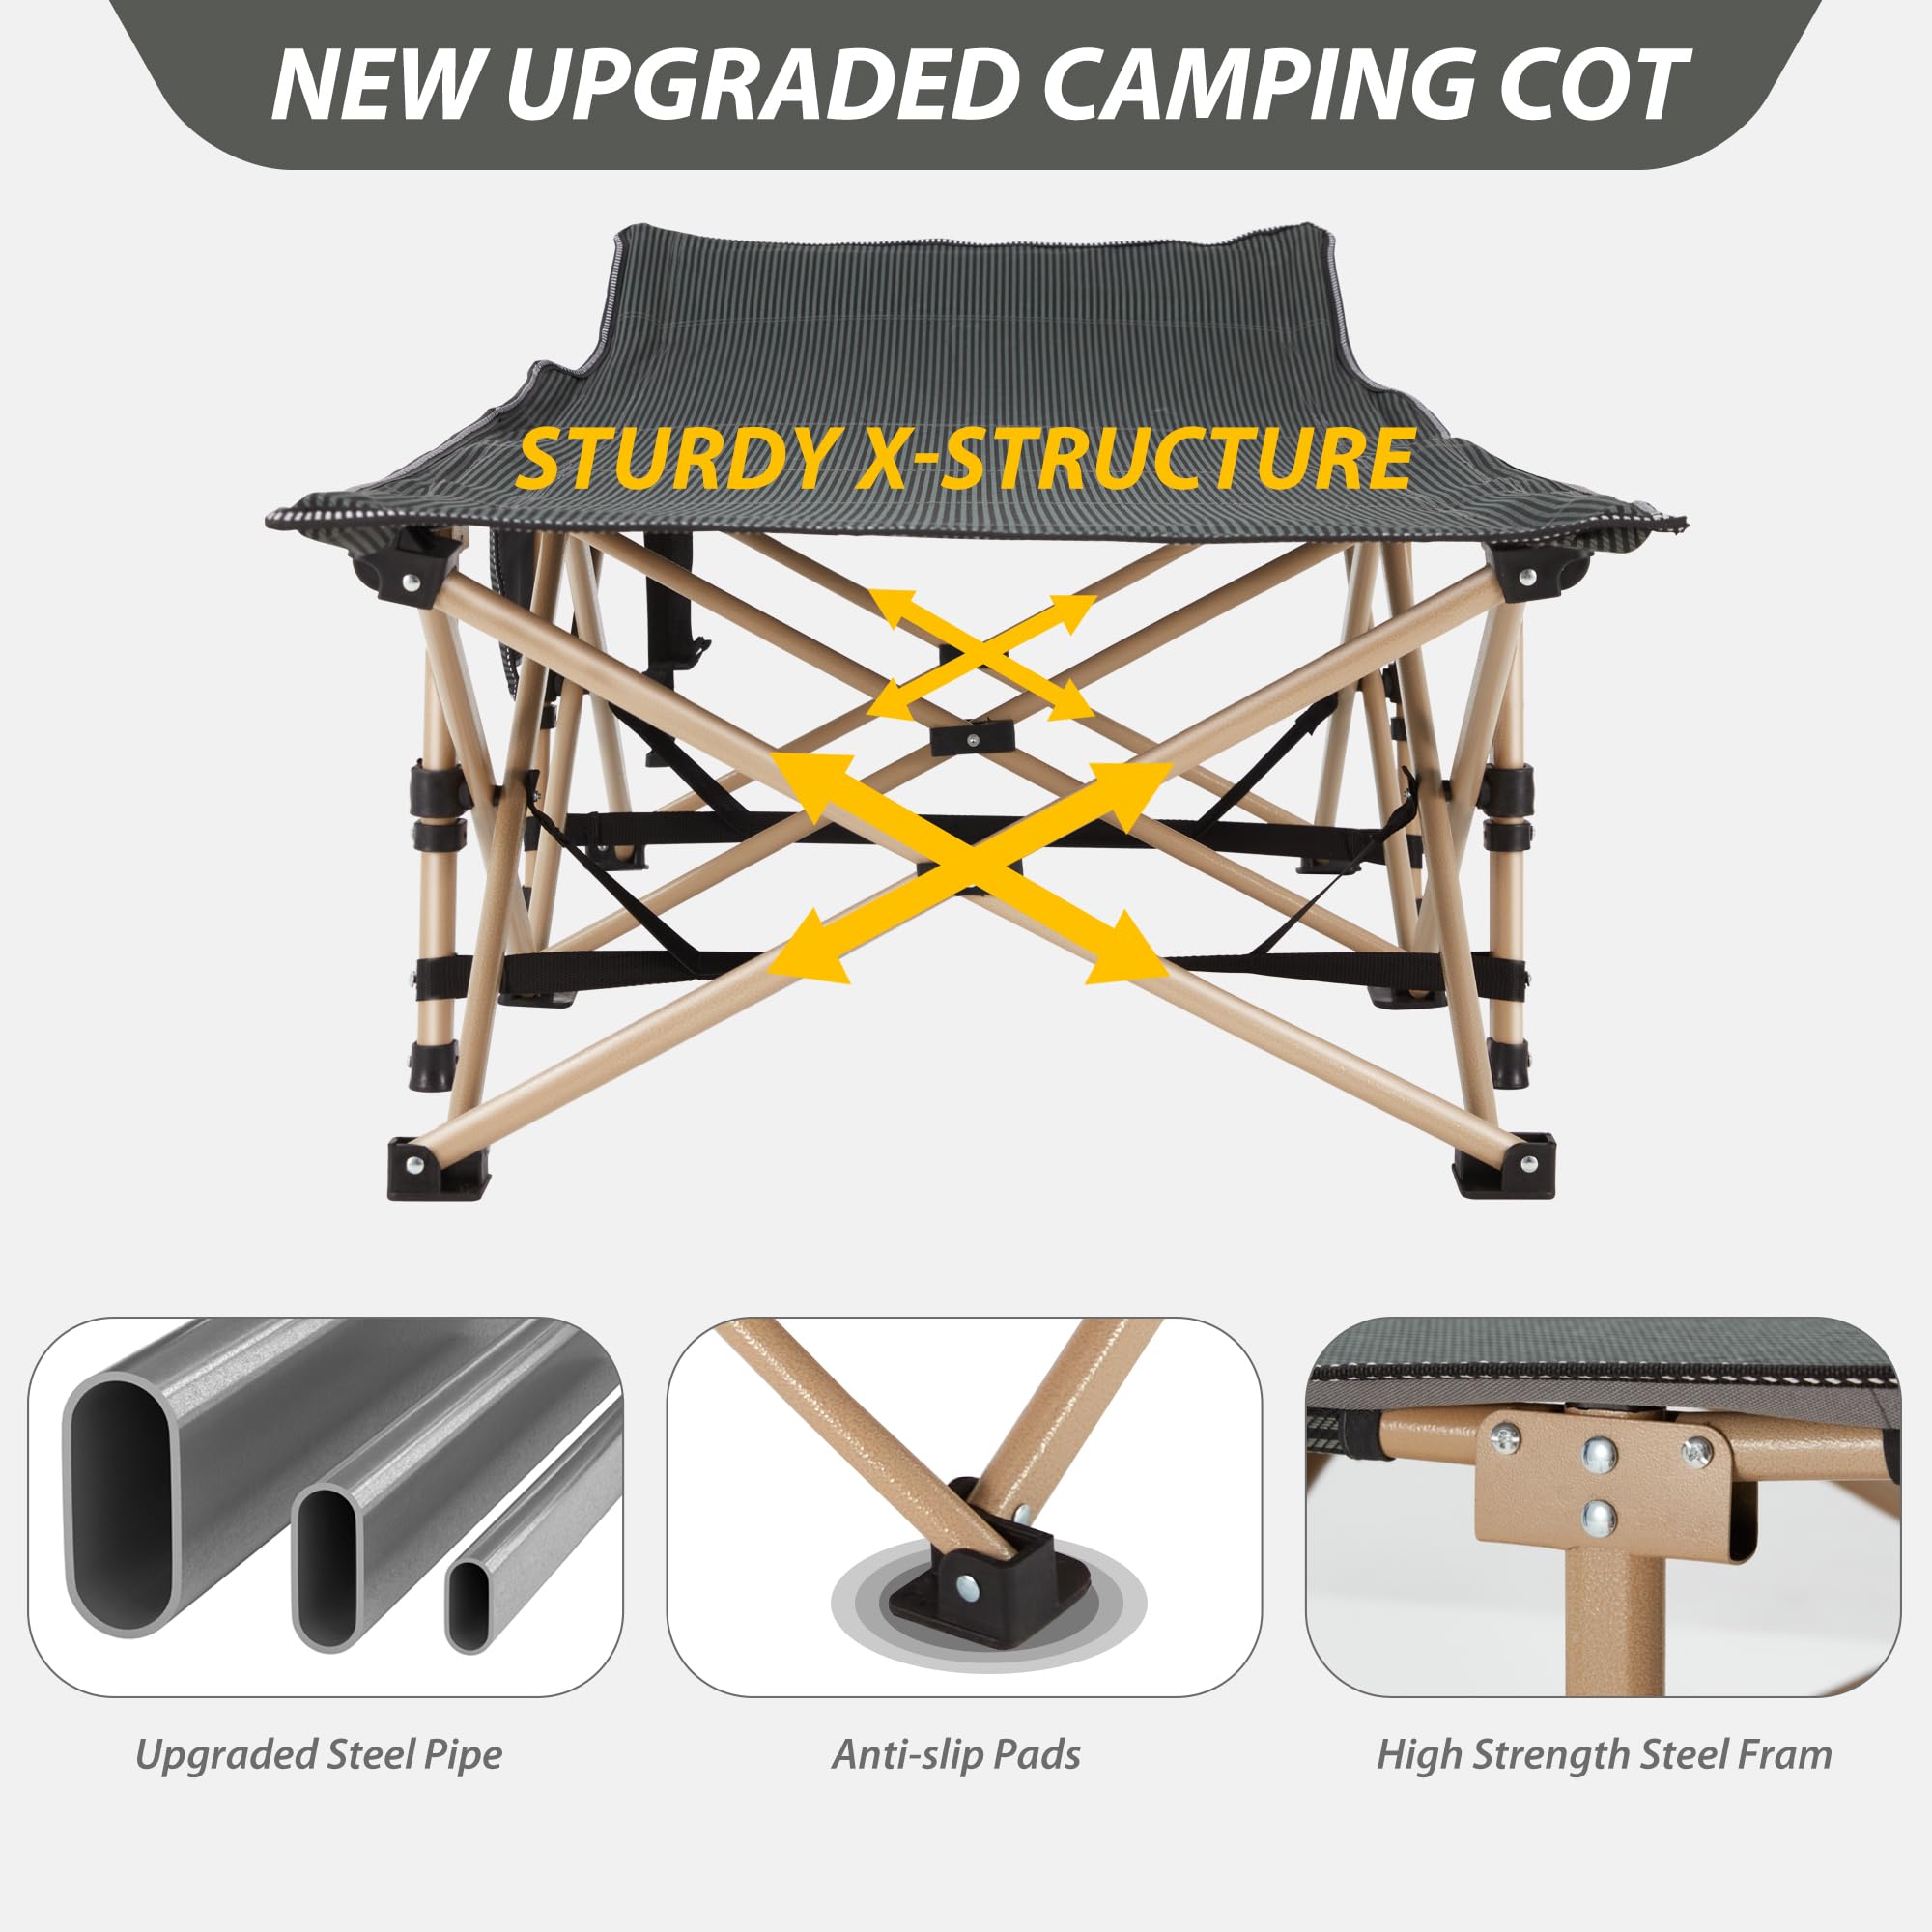 NEW UPGRADED CAMPING COT
STURDY X-STRUCTURE
Upgraded Steel Pipe
Anti-slip Pads
High Strength Steel Fram